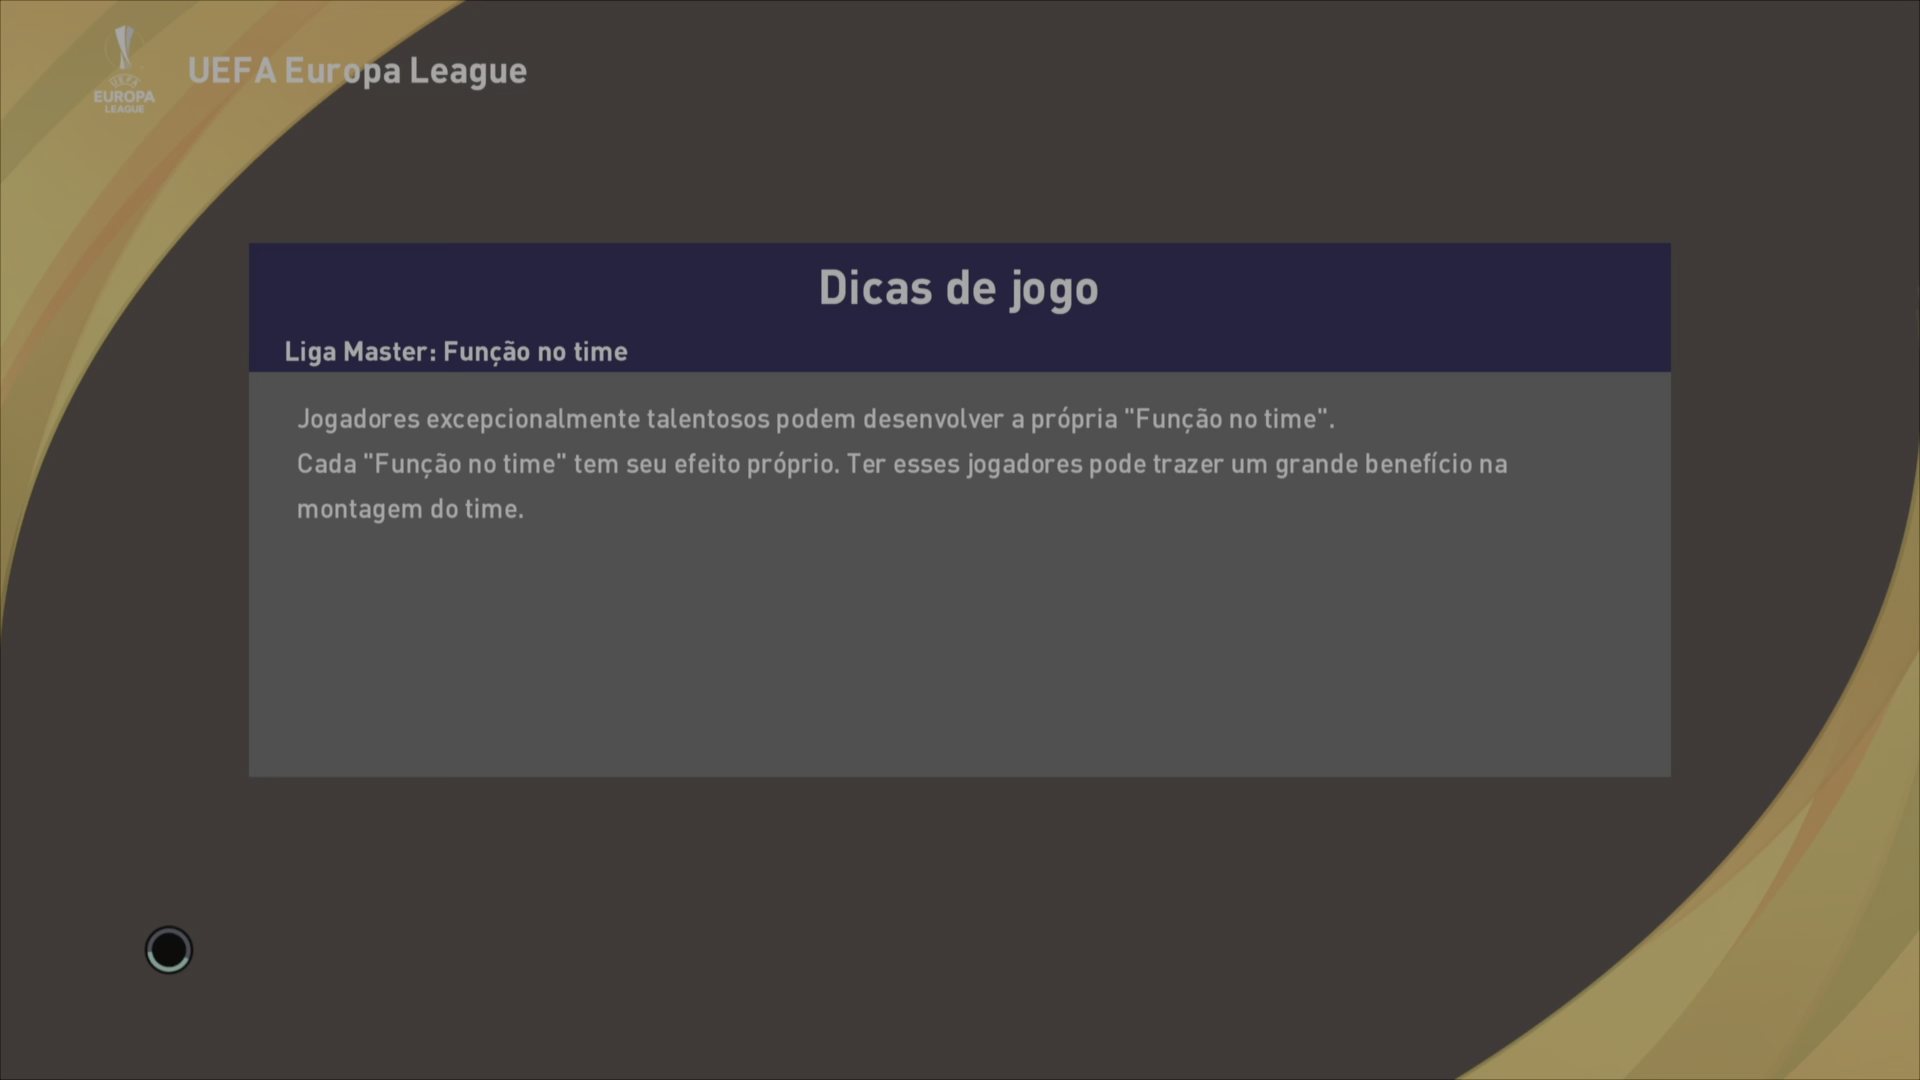 UEFA
EUROPA
LEAGUE
UEFA Europa League
Dicas de jogo
Liga Master: Função no time
Jogadores excepcionalmente talentosos podem desenvolver a própria "Função no time".
Cada "Função no time" tem seu efeito próprio. Ter esses jogadores pode trazer um grande benefício na
montagem do time.